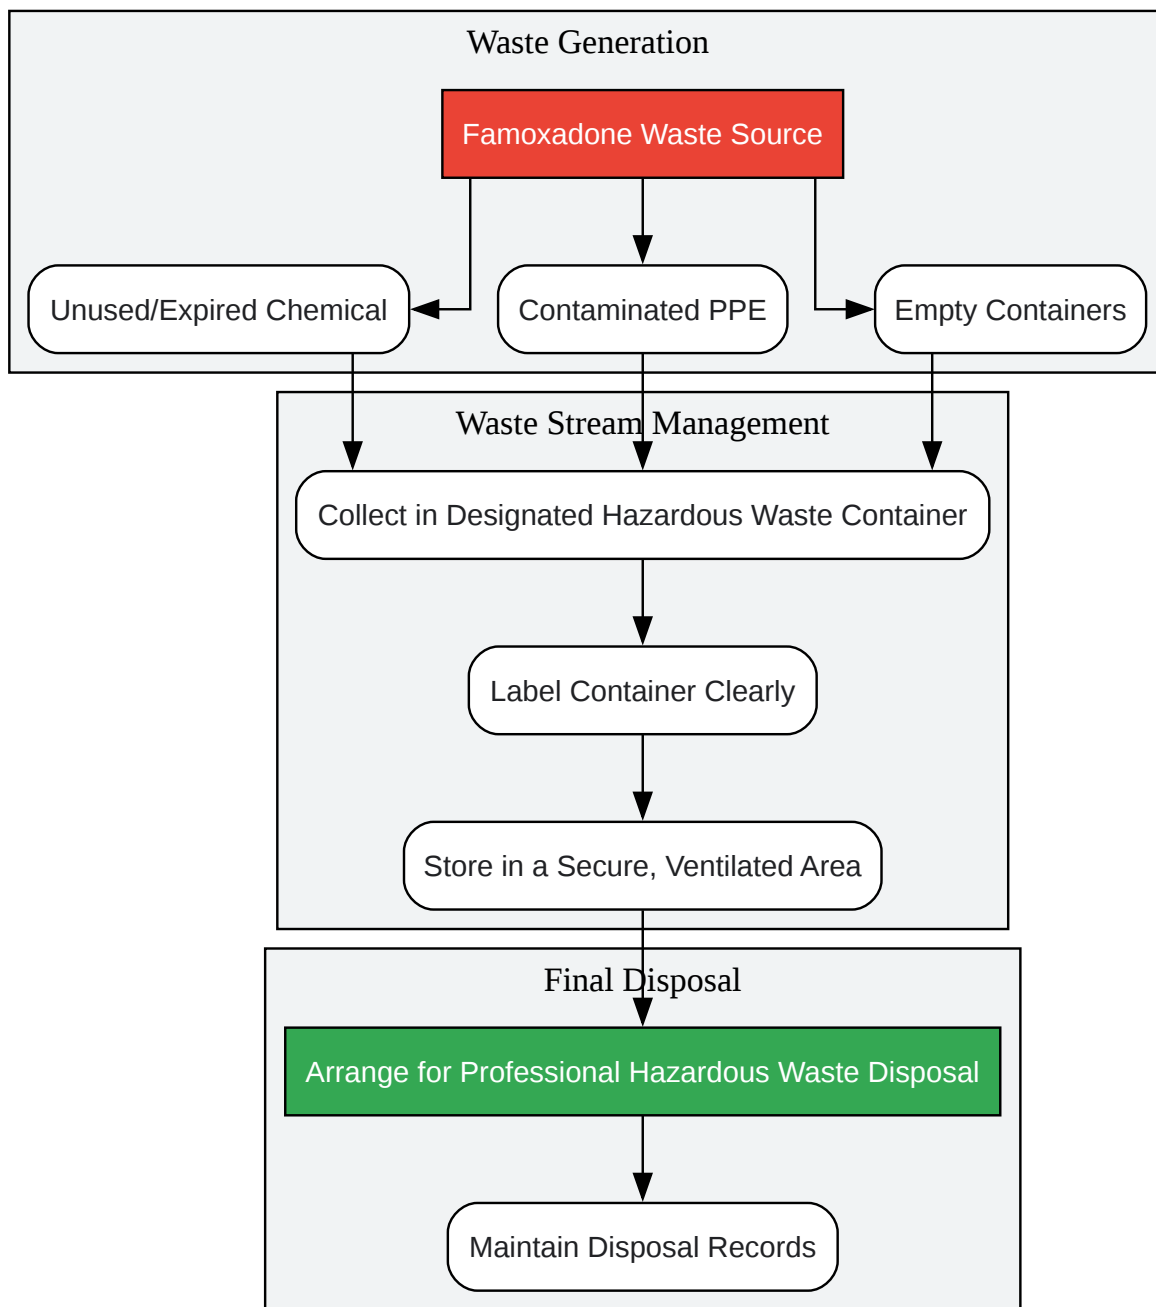 Waste Generation
Famoxadone Waste Source
Unused/Expired Chemical
Contaminated PPE
Empty Containers
Waste Stream Management
Collect in Designated Hazardous Waste Container
Label Container Clearly
Store in a Secure, Ventilated Area
Final Disposal
Arrange for Professional Hazardous Waste Disposal
Maintain Disposal Records